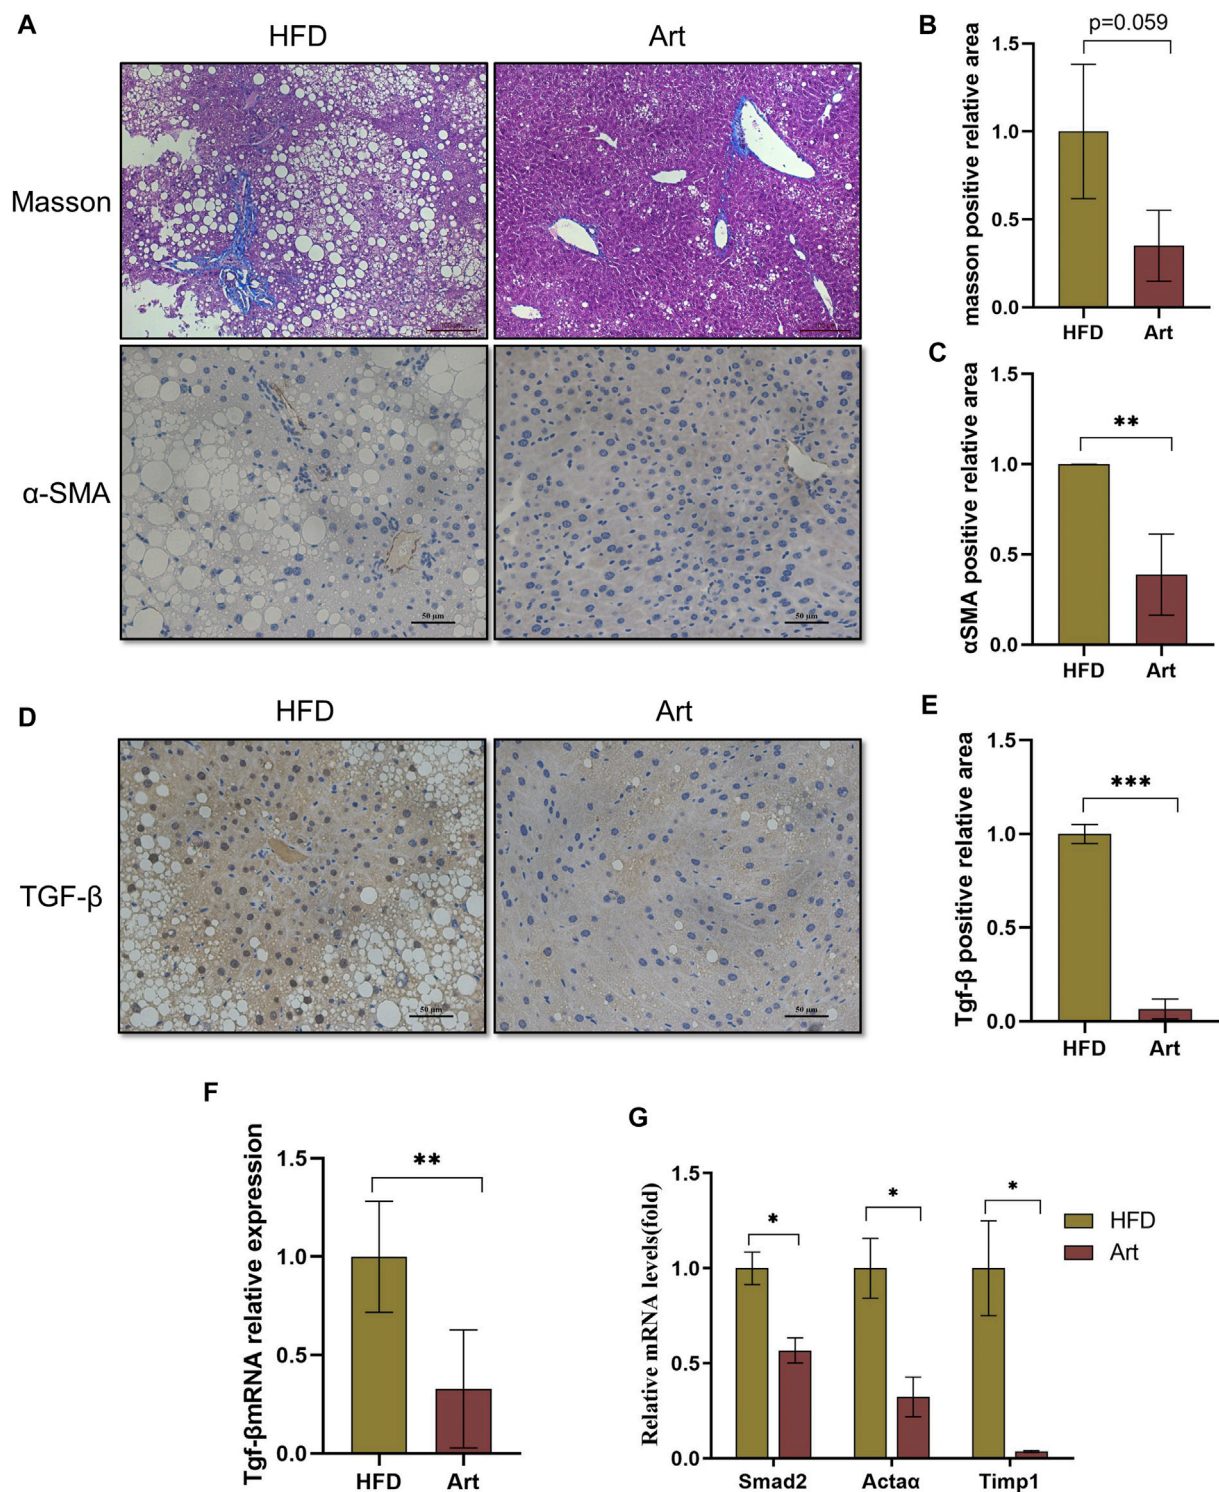 A
HFD
Art
Masson
100 μm
100 μm
α-SMA
50 μm
50 μm
B
p=0.059
masson positive relative area
1.5
1.0
0.5
0.0
HFD
Art
C
αSMA positive relative area
1.5
1.0
0.5
0.0
**
HFD
Art
D
HFD
Art
TGF-β
50 μm
50 μm
E
Tgf-β positive relative area
1.5
1.0
0.5
0.0
***
HFD
Art
F
Tgf-βmRNA relative expression
1.5
1.0
0.5
0.0
**
HFD
Art
G
Relative mRNA levels(fold)
1.5
1.0
0.5
0.0
*
*
*
Smad2
Actaα
Timp1
HFD
Art